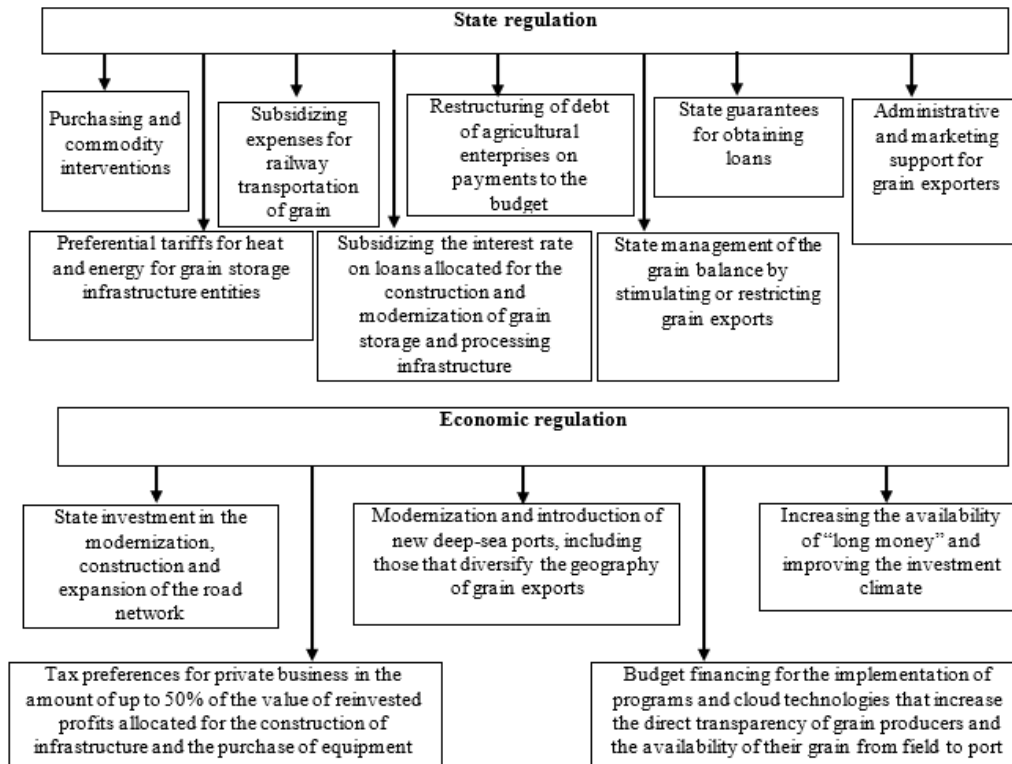 State regulation
Purchasing and
commodity
interventions
Subsidizing
expenses for
railway
transportation
of grain
Restructuring of debt
of agricultural
enterprises on
payments to the
budget
State guarantees
for obtaining
loans
Administrative
and marketing
support for
grain exporters
Preferential tariffs for heat
and energy for grain storage
infrastructure entities
Subsidizing the interest rate
on loans allocated for the
construction and
modernization of grain
storage and processing
infrastructure
State management of the
grain balance by
stimulating or restricting
grain exports
Economic regulation
State investment in the
modernization,
construction and
expansion of the road
network
Modernization and introduction of
new deep-sea ports, including
those that diversify the geography
of grain exports
Increasing the availability
of “long money” and
improving the investment
climate
Tax preferences for private business in the
amount of up to 50% of the value of reinvested
profits allocated for the construction of
infrastructure and the purchase of equipment
Budget financing for the implementation of
programs and cloud technologies that increase
the direct transparency of grain producers and
the availability of their grain from field to port